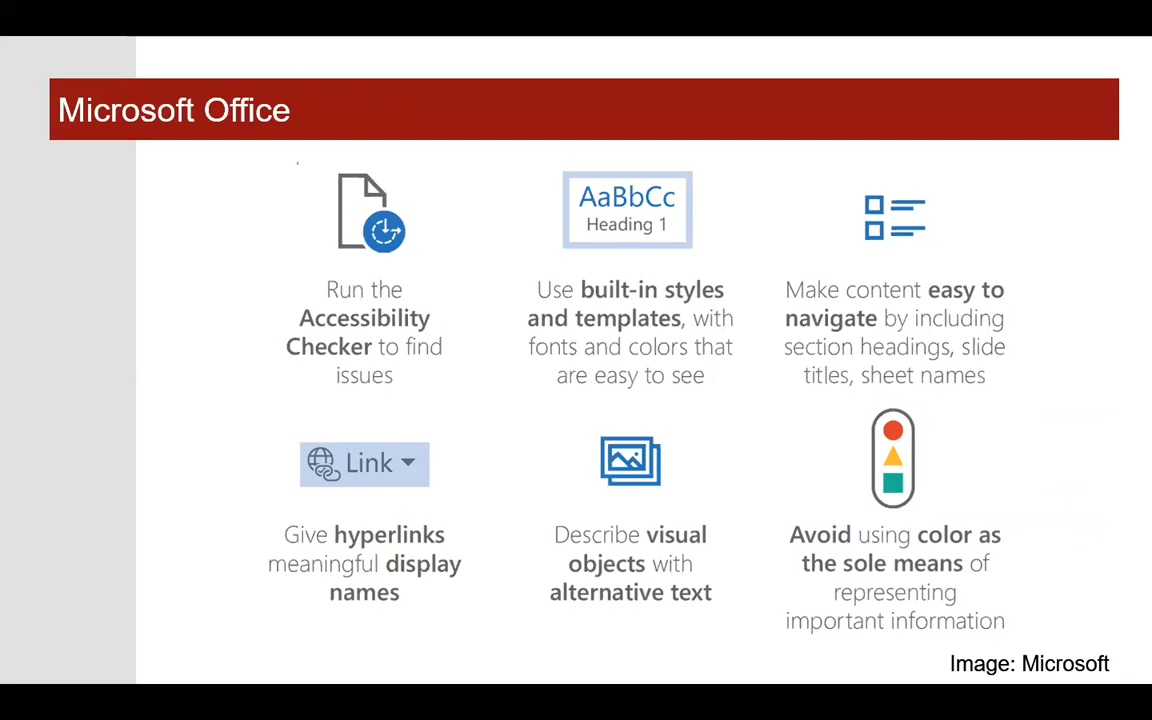 Microsoft Office
AaBbCc
Heading 1
Run the
Accessibility
Checker to find
issues
Use built-in styles
and templates, with
fonts and colors that
are easy to see
Make content easy to
navigate by including
section headings, slide
titles, sheet names
Link
Give hyperlinks
meaningful display
names
Describe visual
objects with
alternative text
Avoid using color as
the sole means of
representing
important information
Image: Microsoft